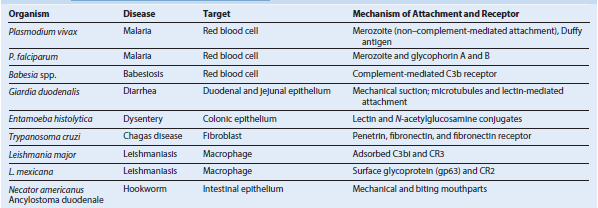 Organism Disease Target Mechanism of Attachment and Receptor
Plasmodium vivax Malaria Red blood cell Merozoite (non–complement-mediated attachment), Duffy
antigen
P. falciparum Malaria Red blood cell Merozoite and glycophorin A and B
Babesia spp. Babesiosis Red blood cell Complement-mediated C3b receptor
Giardia duodenalis Diarrhea Duodenal and jejunal epithelium Mechanical suction; microtubules and lectin-mediated
attachment
Entamoeba histolytica Dysentery Colonic epithelium Lectin and N-acetylglucosamine conjugates
Trypanosoma cruzi Chagas disease Fibroblast Penetrin, fibronectin, and fibronectin receptor
Leishmania major Leishmaniasis Macrophage Adsorbed C3bi and CR3
L. mexicana Leishmaniasis Macrophage Surface glycoprotein (gp63) and CR2
Necator americanus Hookworm Intestinal epithelium Mechanical and biting mouthparts
Ancylostoma duodenale